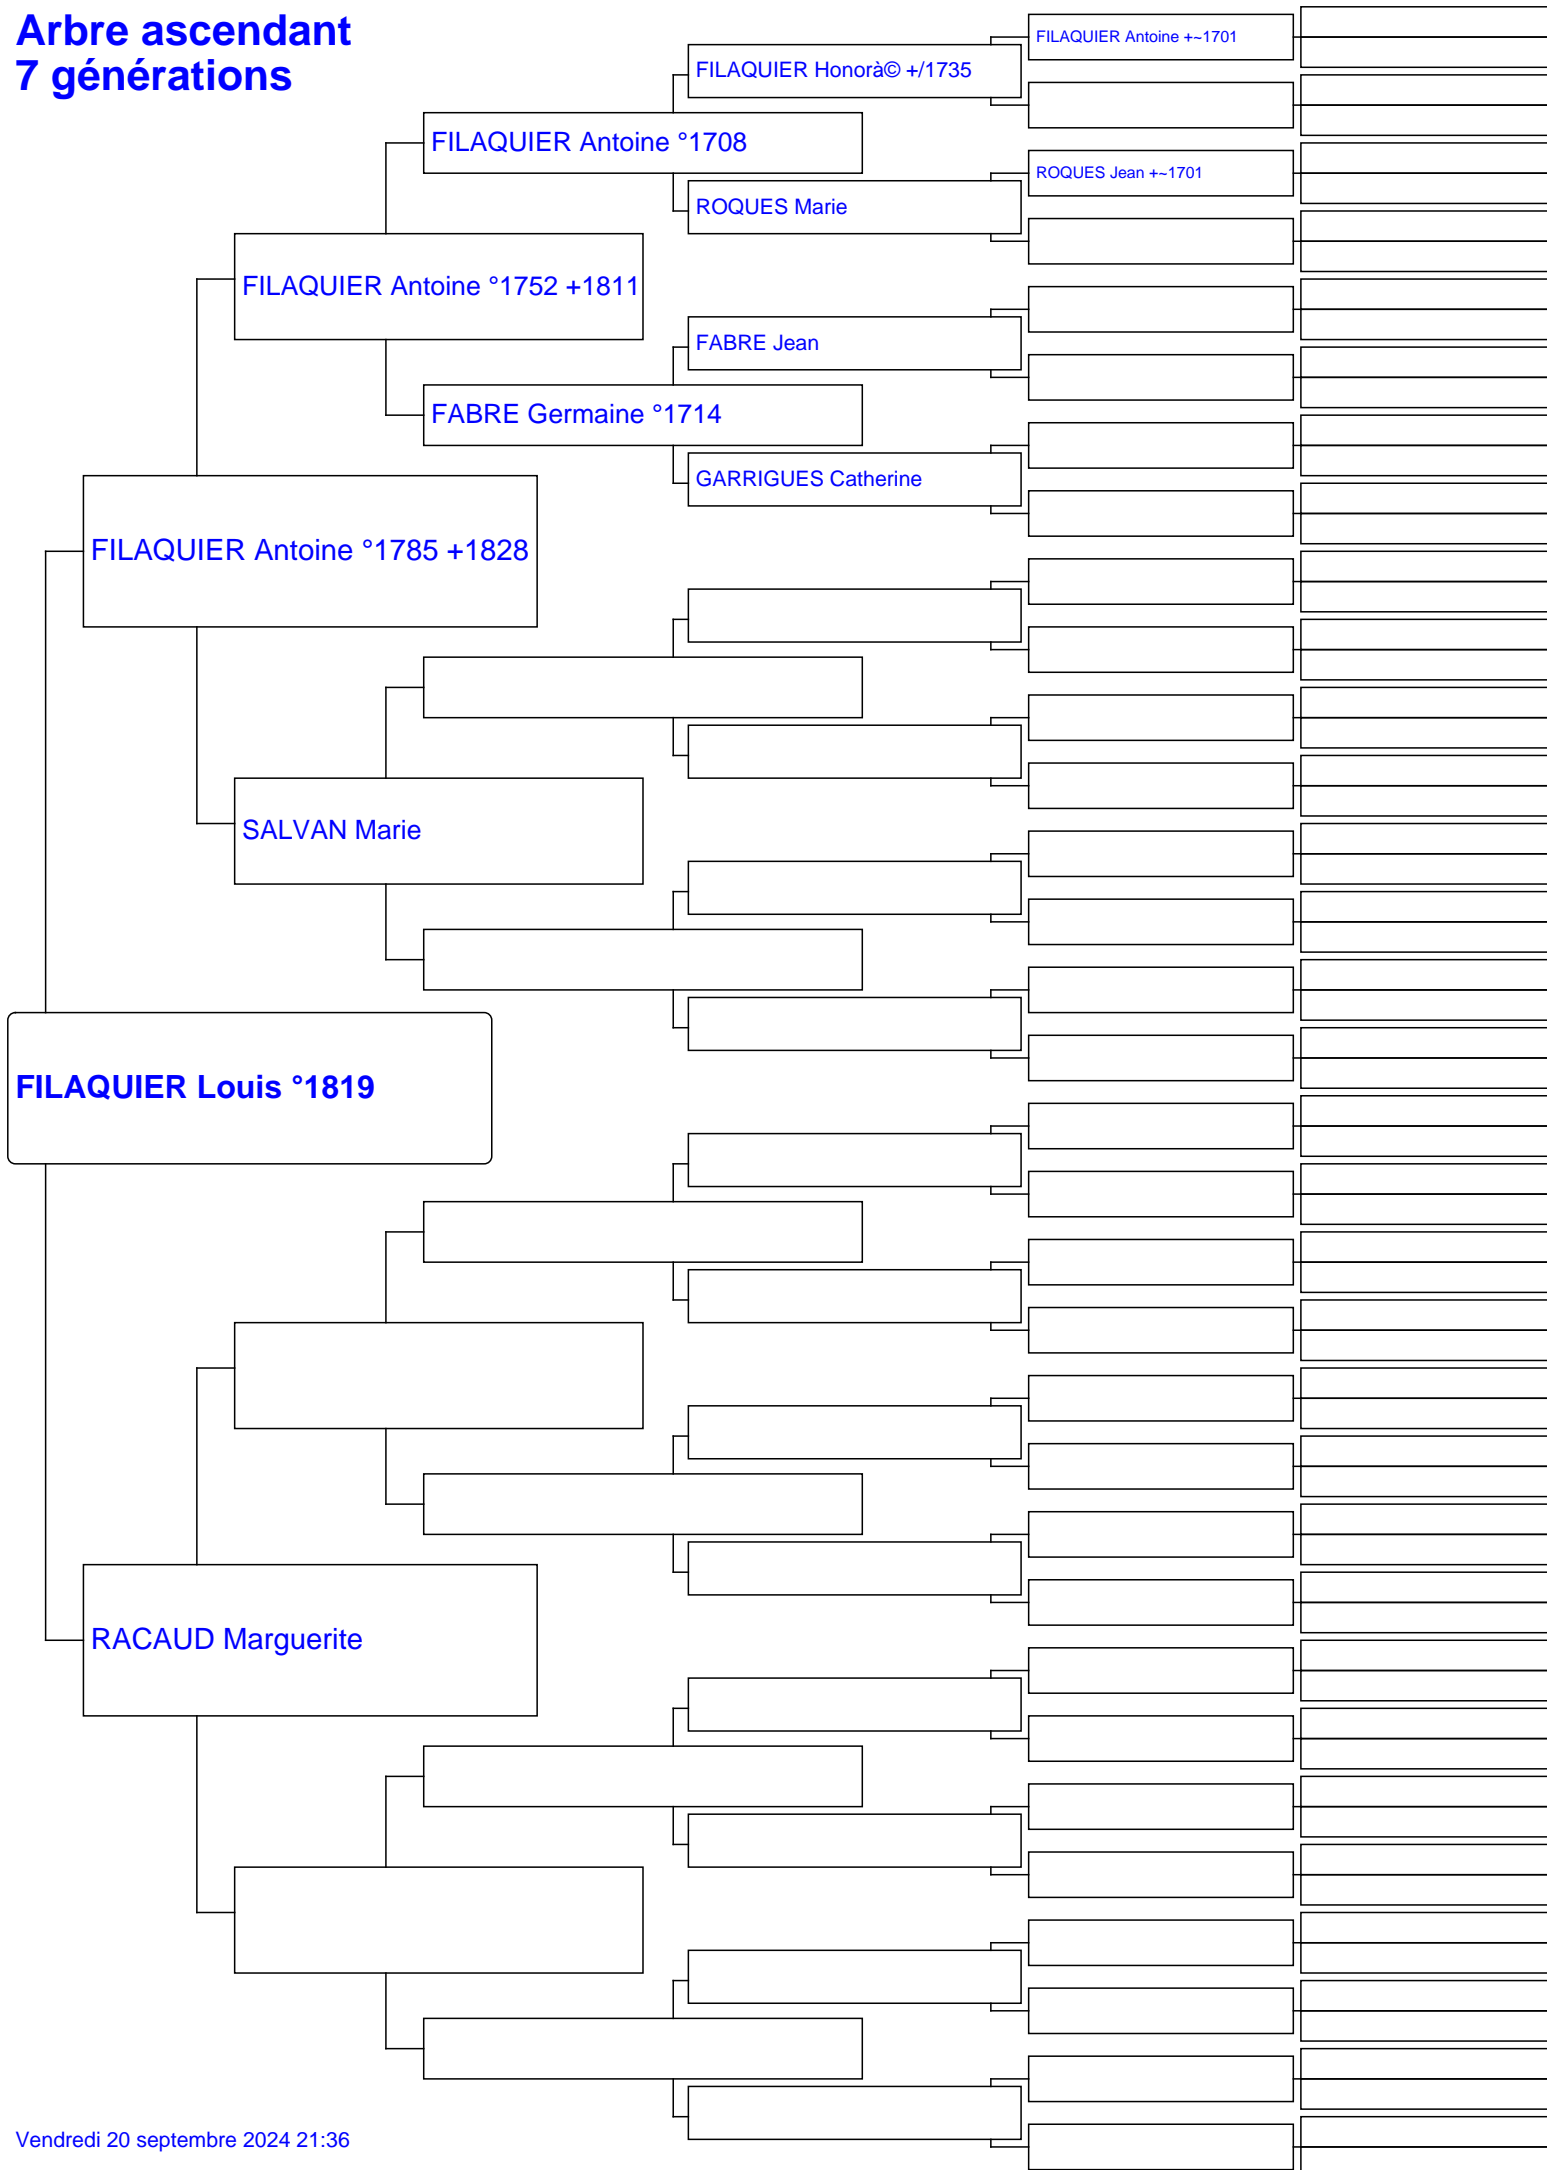 Arbre ascendant
7 générations
FILAQUIER Antoine +~1701
FILAQUIER Honorà© +/1735
FILAQUIER Antoine °1708
ROQUES Jean +~1701
ROQUES Marie
FILAQUIER Antoine °1752 +1811
FABRE Jean
FABRE Germaine °1714
GARRIGUES Catherine
FILAQUIER Antoine °1785 +1828
SALVAN Marie
FILAQUIER Louis °1819
RACAUD Marguerite
Vendredi 20 septembre 2024 21:36